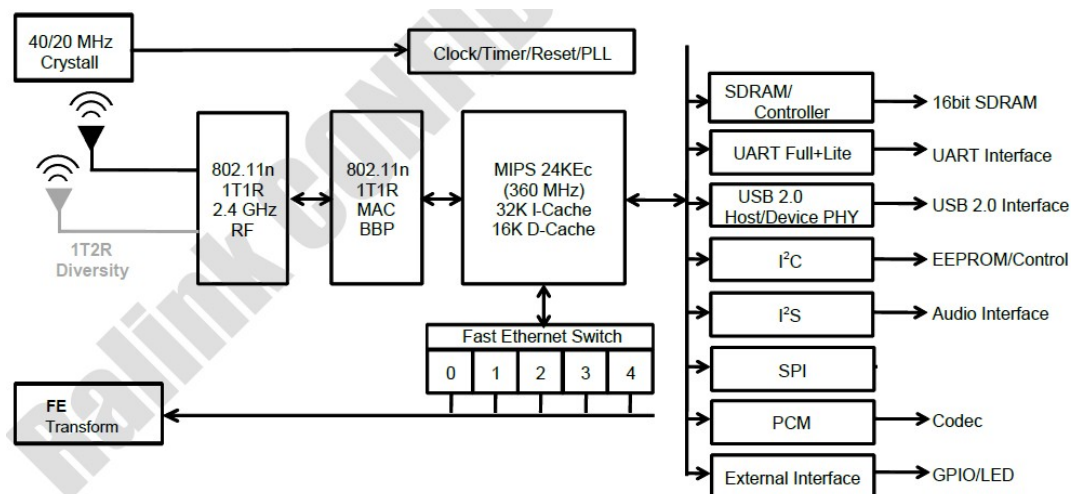 40/20 MHz
Crystall
Clock/Timer/Reset/PLL
802.11n
1T1R
2.4 GHz
RF
802.11n
1T1R
MAC
BBP
MIPS 24KEc
(360 MHz)
32K I-Cache
16K D-Cache
1T2R
Diversity
Fast Ethernet Switch
0 1 2 3 4
FE
Transform
SDRAM/
Controller
16bit SDRAM
UART Full+Lite
UART Interface
USB 2.0
Host/Device PHY
USB 2.0 Interface
I²C
EEPROM/Control
I²S
Audio Interface
SPI
PCM
Codec
External Interface
GPIO/LED
Ralink CONFI